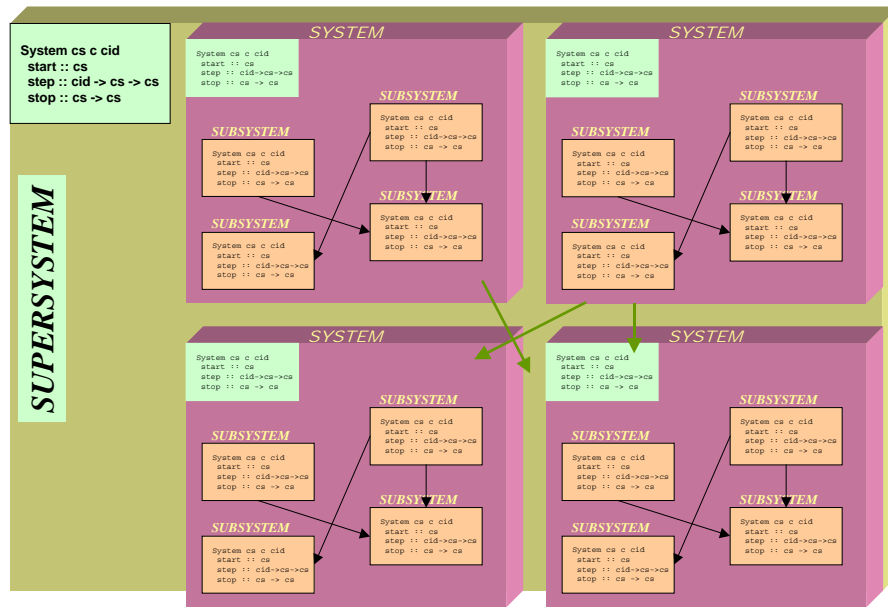 System cs c cid
start :: cs
step :: cid -> cs -> cs
stop :: cs -> cs
SUPERSYSTEM
SYSTEM
System cs c cid
start :: cs
step :: cid->cs->cs
stop :: cs -> cs
SUBSYSTEM
System cs c cid
start :: cs
step :: cid->cs->cs
stop :: cs -> cs
SUBSYSTEM
System cs c cid
start :: cs
step :: cid->cs->cs
stop :: cs -> cs
SUBSYSTEM
System cs c cid
start :: cs
step :: cid->cs->cs
stop :: cs -> cs
SUBSYSTEM
System cs c cid
start :: cs
step :: cid->cs->cs
stop :: cs -> cs
SYSTEM
System cs c cid
start :: cs
step :: cid->cs->cs
stop :: cs -> cs
SUBSYSTEM
System cs c cid
start :: cs
step :: cid->cs->cs
stop :: cs -> cs
SUBSYSTEM
System cs c cid
start :: cs
step :: cid->cs->cs
stop :: cs -> cs
SUBSYSTEM
System cs c cid
start :: cs
step :: cid->cs->cs
stop :: cs -> cs
SUBSYSTEM
System cs c cid
start :: cs
step :: cid->cs->cs
stop :: cs -> cs
SYSTEM
System cs c cid
start :: cs
step :: cid->cs->cs
stop :: cs -> cs
SUBSYSTEM
System cs c cid
start :: cs
step :: cid->cs->cs
stop :: cs -> cs
SUBSYSTEM
System cs c cid
start :: cs
step :: cid->cs->cs
stop :: cs -> cs
SUBSYSTEM
System cs c cid
start :: cs
step :: cid->cs->cs
stop :: cs -> cs
SUBSYSTEM
System cs c cid
start :: cs
step :: cid->cs->cs
stop :: cs -> cs
SYSTEM
System cs c cid
start :: cs
step :: cid->cs->cs
stop :: cs -> cs
SUBSYSTEM
System cs c cid
start :: cs
step :: cid->cs->cs
stop :: cs -> cs
SUBSYSTEM
System cs c cid
start :: cs
step :: cid->cs->cs
stop :: cs -> cs
SUBSYSTEM
System cs c cid
start :: cs
step :: cid->cs->cs
stop :: cs -> cs
SUBSYSTEM
System cs c cid
start :: cs
step :: cid->cs->cs
stop :: cs -> cs